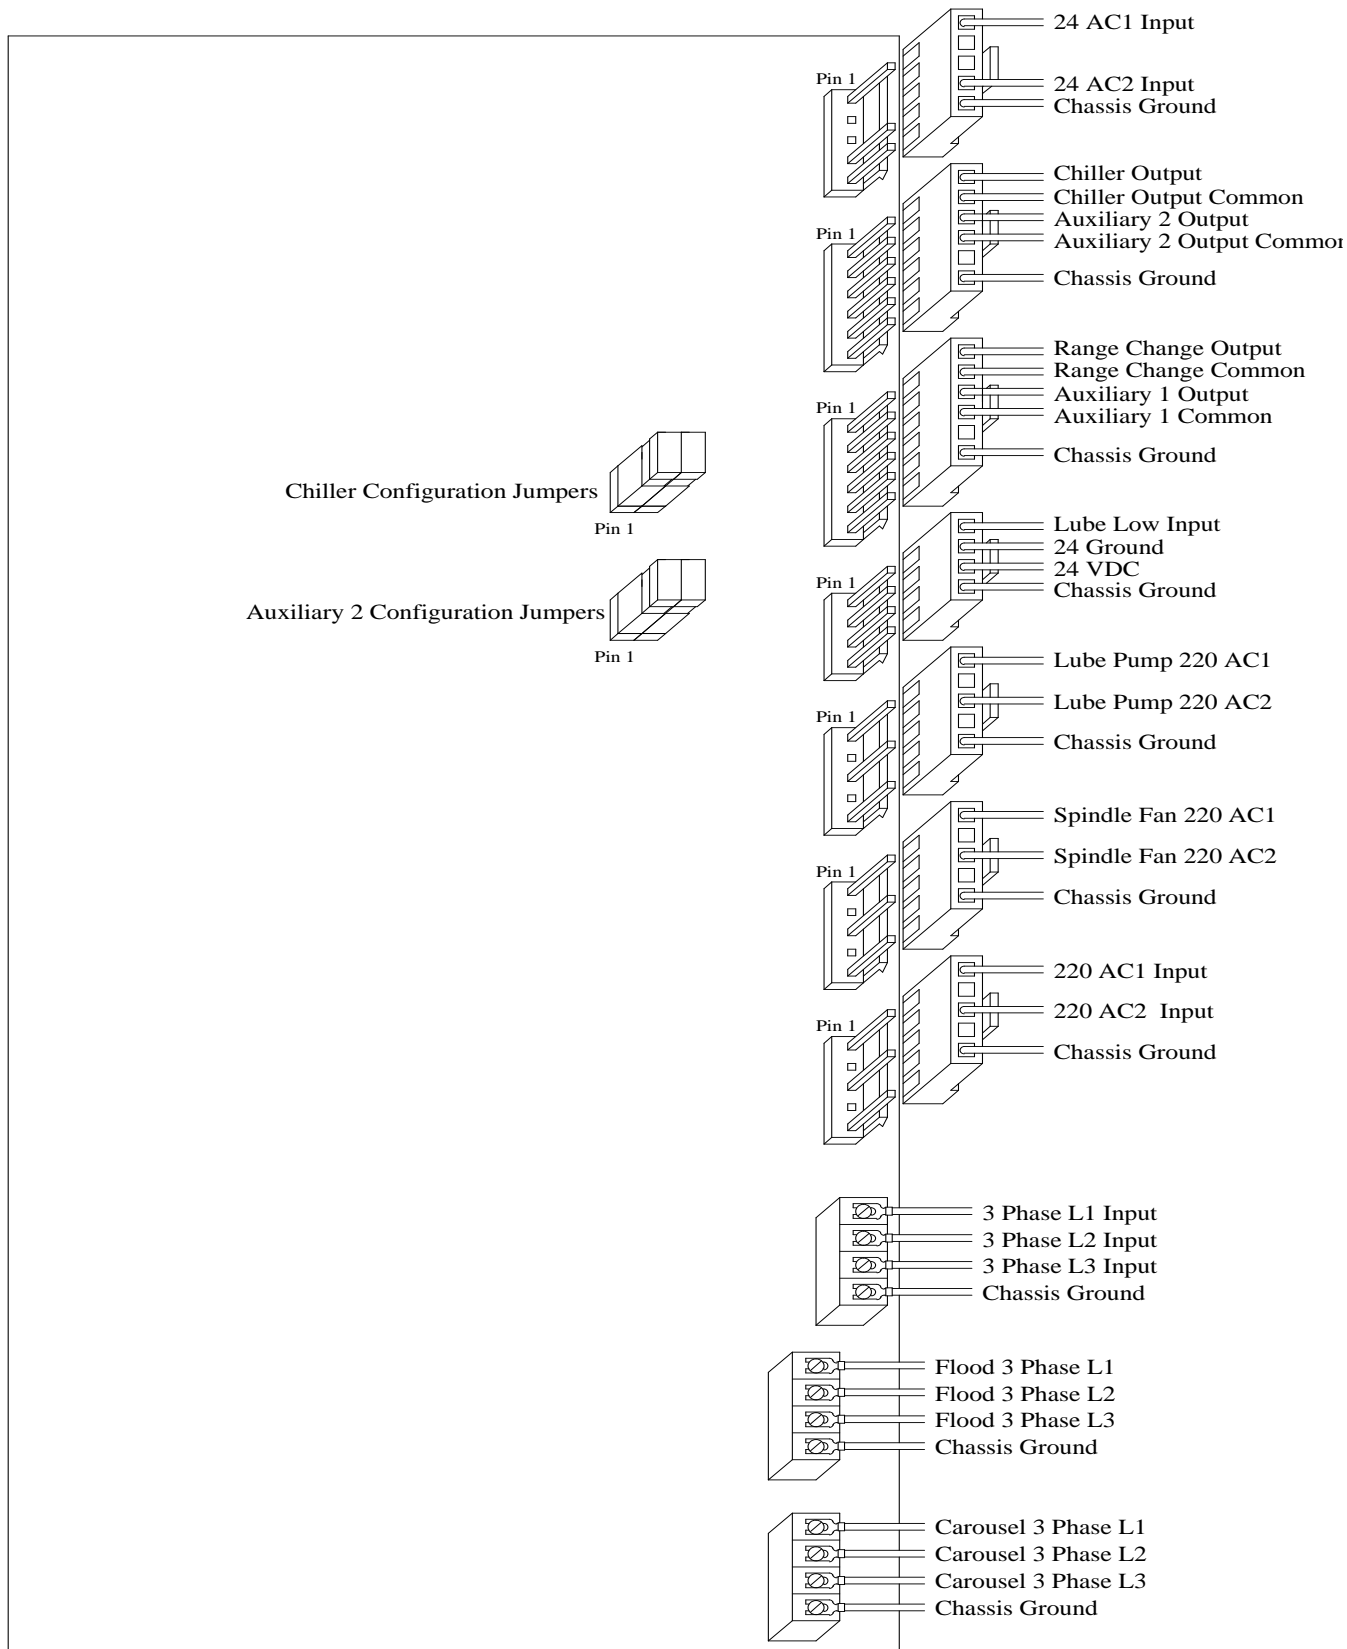 24 AC1 Input
Pin 1
24 AC2 Input
Chassis Ground
Chiller Output
Chiller Output Common
Auxiliary 2 Output
Pin 1
Auxiliary 2 Output Common
Chassis Ground
Range Change Output
Range Change Common
Auxiliary 1 Output
Pin 1
Auxiliary 1 Common
Chassis Ground
Chiller Configuration Jumpers
Pin 1
Lube Low Input
24 Ground
24 VDC
Pin 1
Chassis Ground
Auxiliary 2 Configuration Jumpers
Pin 1
Lube Pump 220 AC1
Lube Pump 220 AC2
Pin 1
Chassis Ground
Spindle Fan 220 AC1
Spindle Fan 220 AC2
Pin 1
Chassis Ground
220 AC1 Input
220 AC2 Input
Pin 1
Chassis Ground
3 Phase L1 Input
3 Phase L2 Input
3 Phase L3 Input
Chassis Ground
Flood 3 Phase L1
Flood 3 Phase L2
Flood 3 Phase L3
Chassis Ground
Carousel 3 Phase L1
Carousel 3 Phase L2
Carousel 3 Phase L3
Chassis Ground